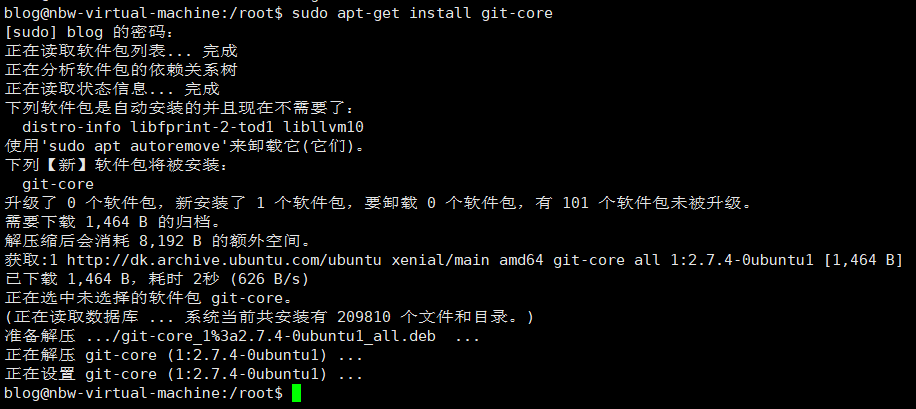 blog@nbw-virtual-machine:/root$ sudo apt-get install git-core
[sudo] blog 的密码：
正在读取软件包列表... 完成
正在分析软件包的依赖关系树
正在读取状态信息... 完成
下列软件包是自动安装的并且现在不需要了：
  distro-info libfprint-2-tod1 libllvm10
使用'sudo apt autoremove'来卸载它(它们)。
下列【新】软件包将被安装：
  git-core
升级了 0 个软件包，新安装了 1 个软件包，要卸载 0 个软件包，有 101 个软件包未被升级。
需要下载 1,464 B 的归档。
解压缩后会消耗 8,192 B 的额外空间。
获取:1 http://dk.archive.ubuntu.com/ubuntu xenial/main amd64 git-core all 1:2.7.4-0ubuntu1 [1,464 B]
已下载 1,464 B，耗时 2秒 (626 B/s)
正在选中未选择的软件包 git-core。
(正在读取数据库 ... 系统当前共安装有 209810 个文件和目录。)
准备解压 .../git-core_1%3a2.7.4-0ubuntu1_all.deb  ...
正在解压 git-core (1:2.7.4-0ubuntu1) ...
正在设置 git-core (1:2.7.4-0ubuntu1) ...
blog@nbw-virtual-machine:/root$